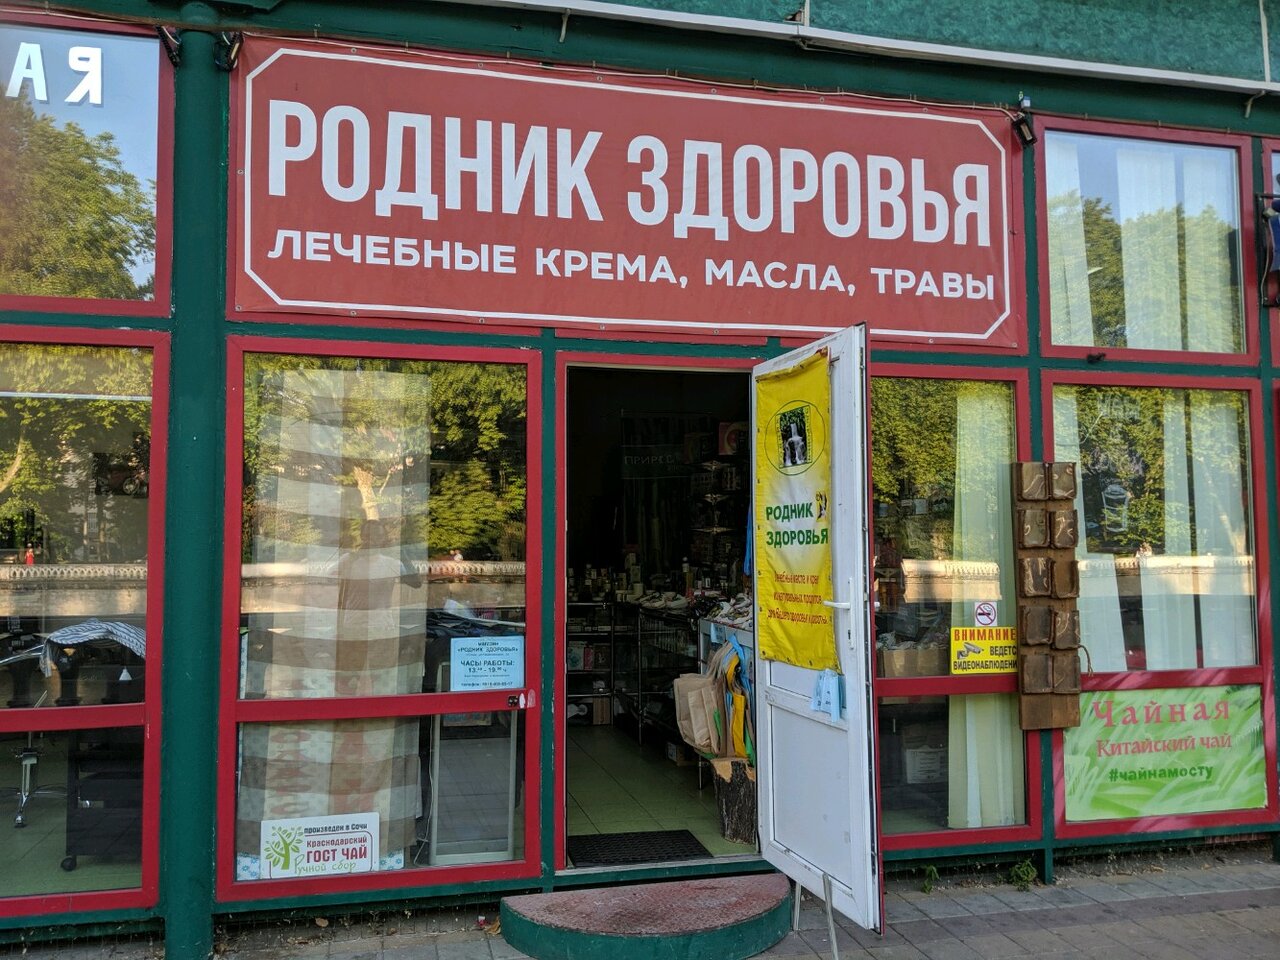 АЯ
РОДНИК ЗДОРОВЬЯ
ЛЕЧЕБНЫЕ КРЕМА, МАСЛА, ТРАВЫ
РОДНИК
ЗДОРОВЬЯ
МАГАЗИН
«РОДНИК ЗДОРОВЬЯ»
ЧАСЫ РАБОТЫ:
ВНИМАНИЕ
ВЕДЕТСЯ
ВИДЕОНАБЛЮДЕНИЕ
Чайная
Китайский чай
#чайнамосту
произведен в Сочи
Краснодарский
ГОСТ ЧАЙ
Ручной сбор